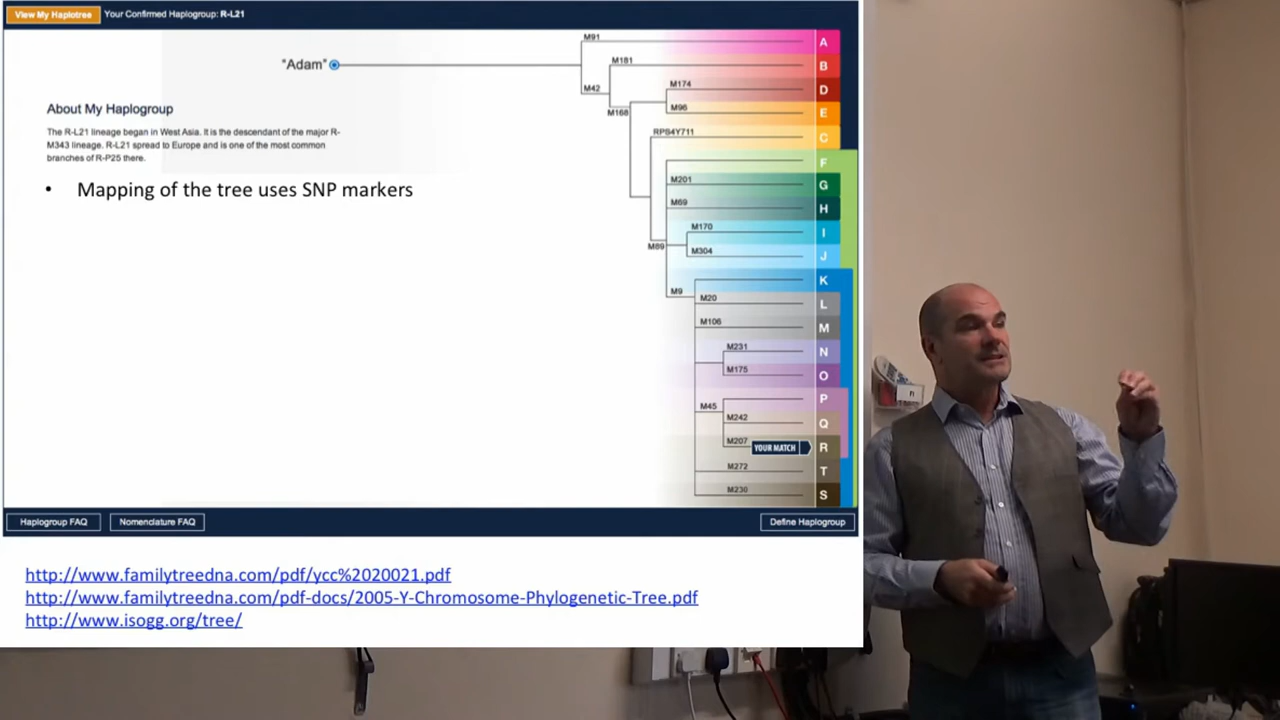 View My Haplotree Your Confirmed Haplogroup: R-L21
"Adam"
About My Haplogroup
The R-L21 lineage began in West Asia. It is the descendant of the major R-
M343 lineage. R-L21 spread to Europe and is one of the most common
branches of R-P25 there.
• Mapping of the tree uses SNP markers
M91 A
M181 B
M42
M174 D
M168
M96 E
RPS4Y711 C
F
M201 G
M69 H
M170 I
M89
M304 J
K
M9
M20 L
M106 M
M231 N
M175 O
P
M45
M242 Q
M207 YOUR MATCH R
M272 T
M230 S
Haplogroup FAQ Nomenclature FAQ Define Haplogroup
http://www.familytreedna.com/pdf/ycc%2020021.pdf
http://www.familytreedna.com/pdf-docs/2005-Y-Chromosome-Phylogenetic-Tree.pdf
http://www.isogg.org/tree/